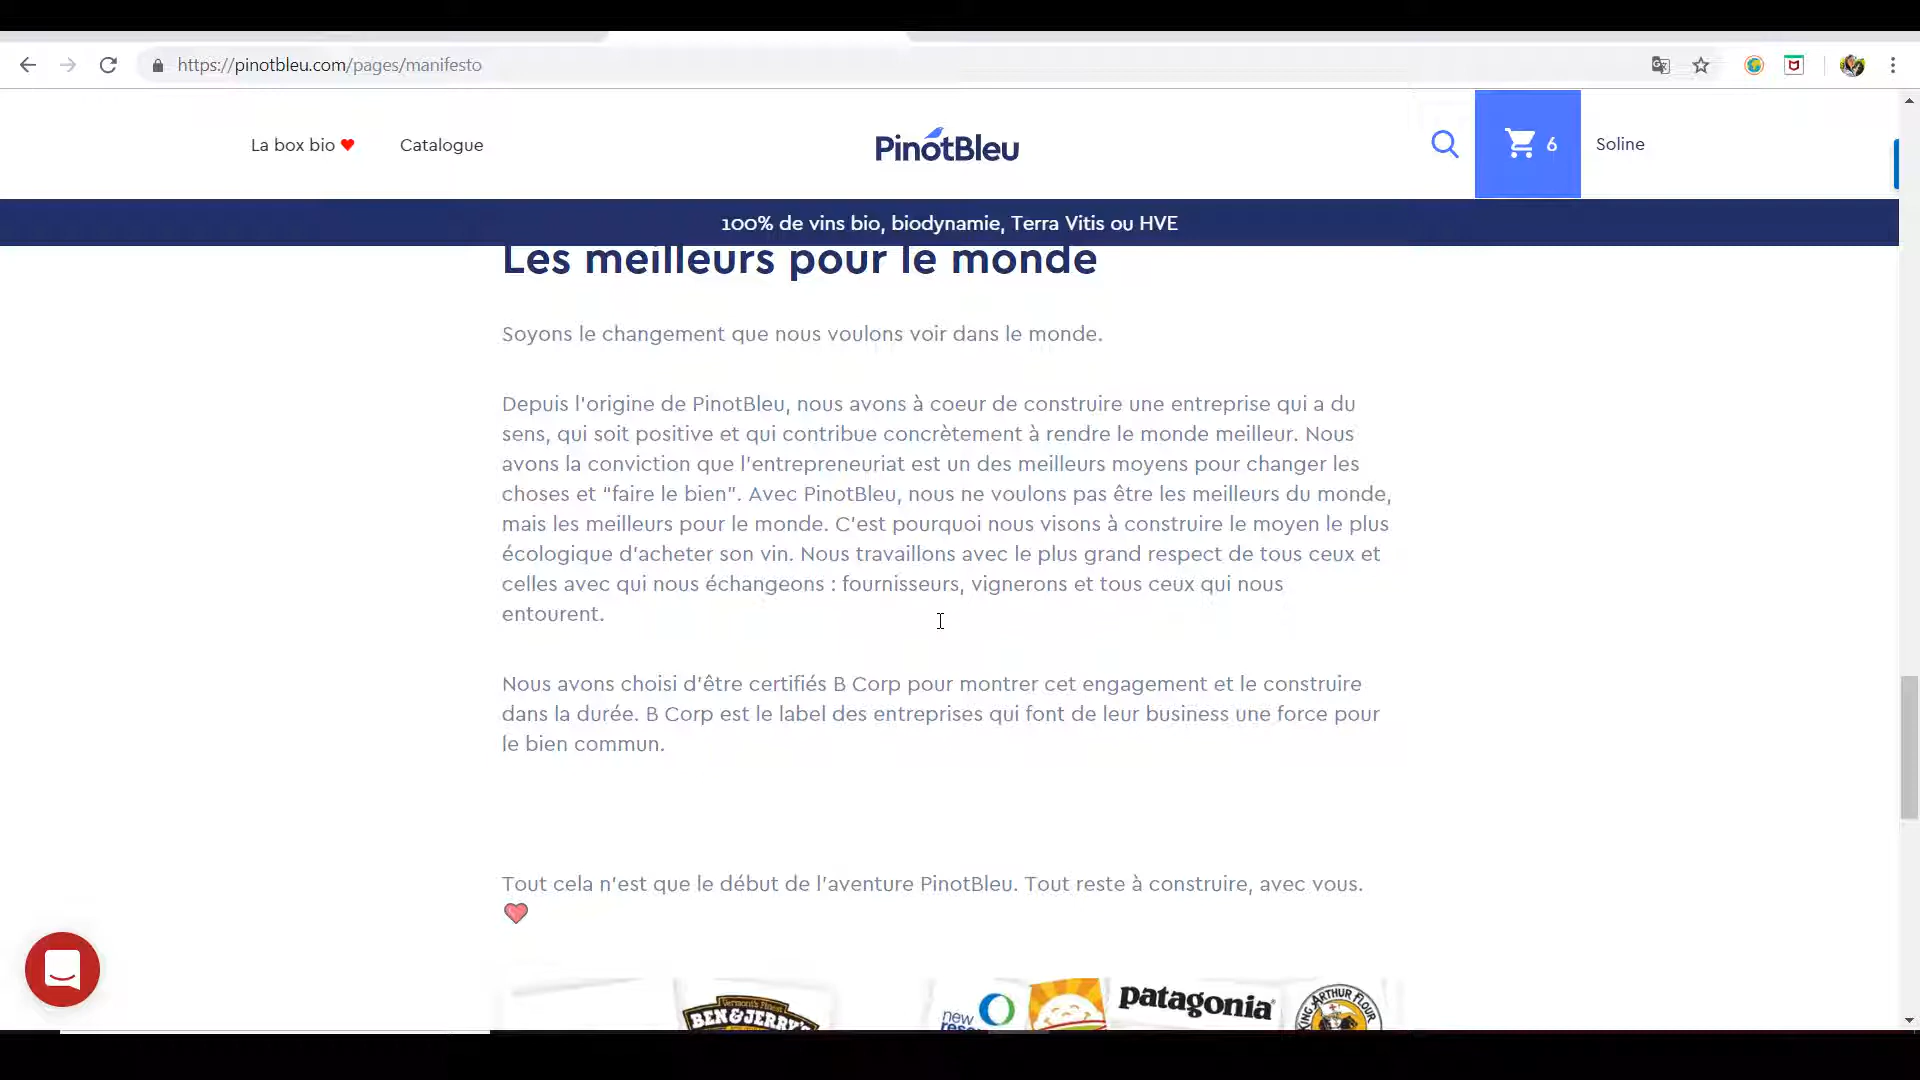 https://pinotbleu.com/pages/manifesto
La box bio Catalogue PinotBleu 6 Soline
100% de vins bio, biodynamie, Terra Vitis ou HVE
Les meilleurs pour le monde
Soyons le changement que nous voulons voir dans le monde.
Depuis l’origine de PinotBleu, nous avons à coeur de construire une entreprise qui a du
sens, qui soit positive et qui contribue concrètement à rendre le monde meilleur. Nous
avons la conviction que l’entrepreneuriat est un des meilleurs moyens pour changer les
choses et “faire le bien”. Avec PinotBleu, nous ne voulons pas être les meilleurs du monde,
mais les meilleurs pour le monde. C’est pourquoi nous visons à construire le moyen le plus
écologique d’acheter son vin. Nous travaillons avec le plus grand respect de tous ceux et
celles avec qui nous échangeons : fournisseurs, vignerons et tous ceux qui nous
entourent.
Nous avons choisi d’être certifiés B Corp pour montrer cet engagement et le construire
dans la durée. B Corp est le label des entreprises qui font de leur business une force pour
le bien commun.
Tout cela n’est que le début de l’aventure PinotBleu. Tout reste à construire, avec vous.
Vermont's Finest
BEN & JERRY'S
new
patagonia
KING ARTHUR FLOUR